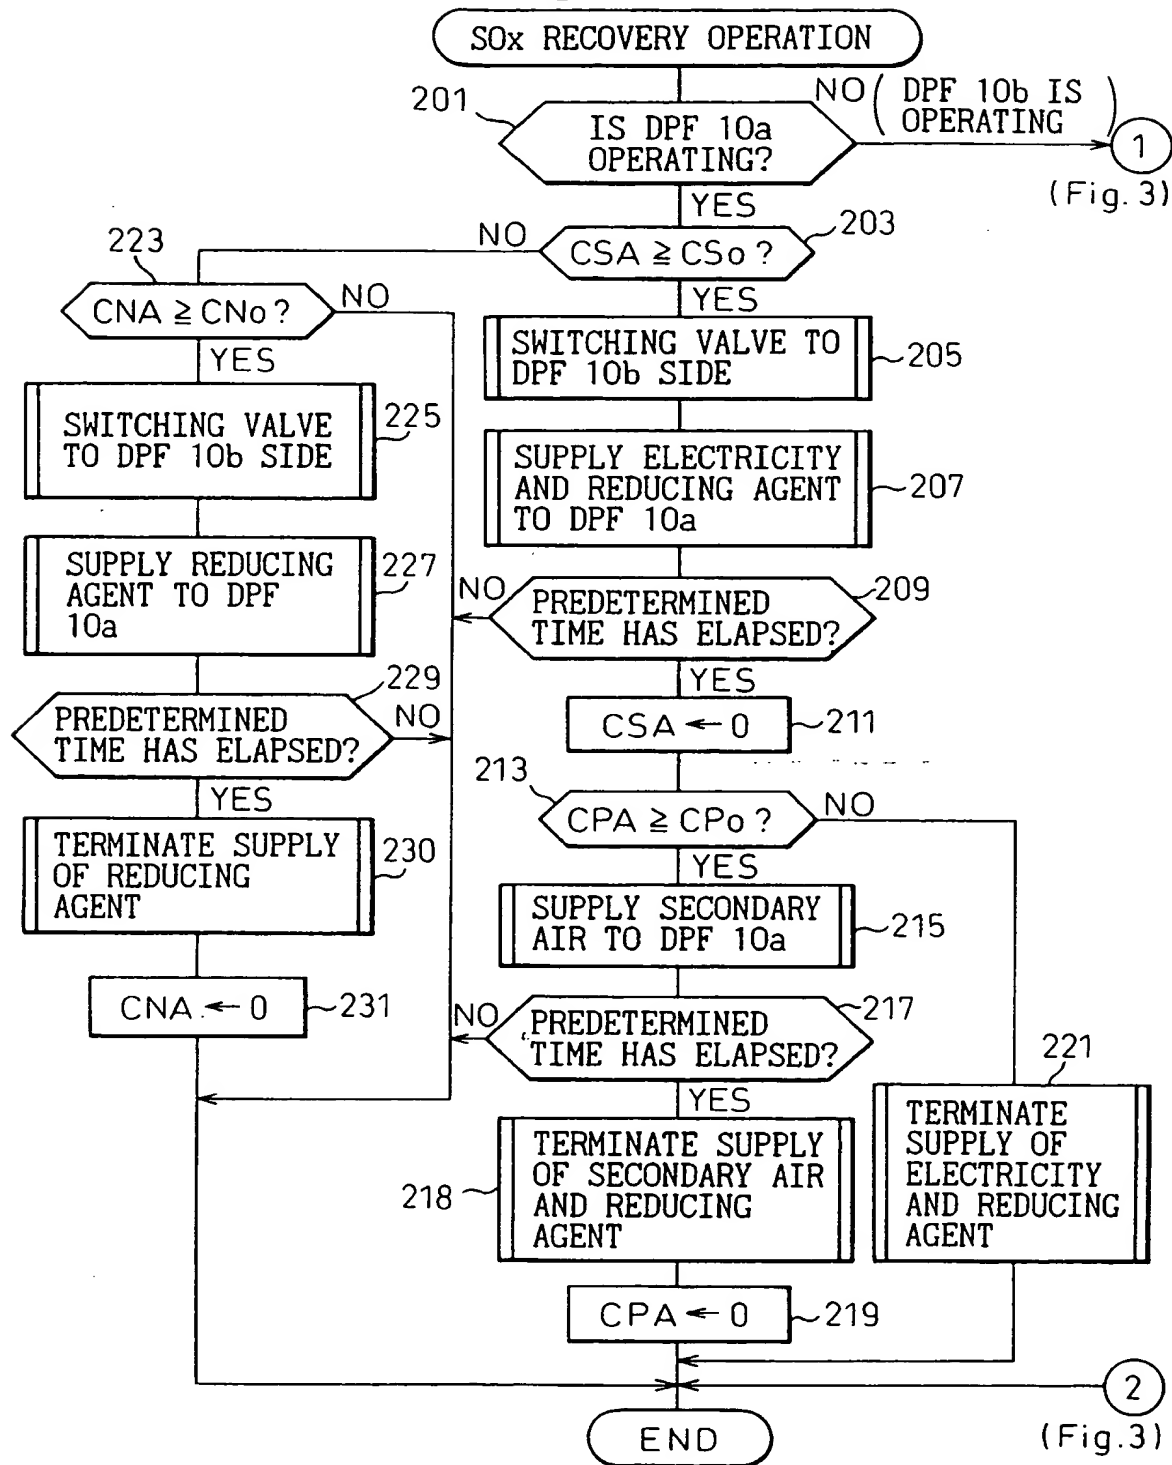 SOx RECOVERY OPERATION
201
IS DPF 10a
OPERATING?
NO ( DPF 10b IS
OPERATING )
1
(Fig.3)
YES
203
CSA ≧ CSo ?
NO
223
CNA ≧ CNo ?
NO
YES
YES
SWITCHING VALVE TO
DPF 10b SIDE
205
SWITCHING VALVE
TO DPF 10b SIDE
225
SUPPLY ELECTRICITY
AND REDUCING AGENT
TO DPF 10a
207
SUPPLY REDUCING
AGENT TO DPF
10a
227
PREDETERMINED
TIME HAS ELAPSED?
209
NO
YES
PREDETERMINED
TIME HAS ELAPSED?
229
NO
YES
CSA ← 0
211
213
CPA ≧ CPo ?
NO
YES
TERMINATE SUPPLY
OF REDUCING
AGENT
230
SUPPLY SECONDARY
AIR TO DPF 10a
215
CNA ← 0
231
PREDETERMINED
TIME HAS ELAPSED?
217
NO
YES
221
TERMINATE
SUPPLY OF
ELECTRICITY
AND REDUCING
AGENT
TERMINATE SUPPLY
OF SECONDARY AIR
AND REDUCING
AGENT
218
CPA ← 0
219
2
(Fig.3)
END